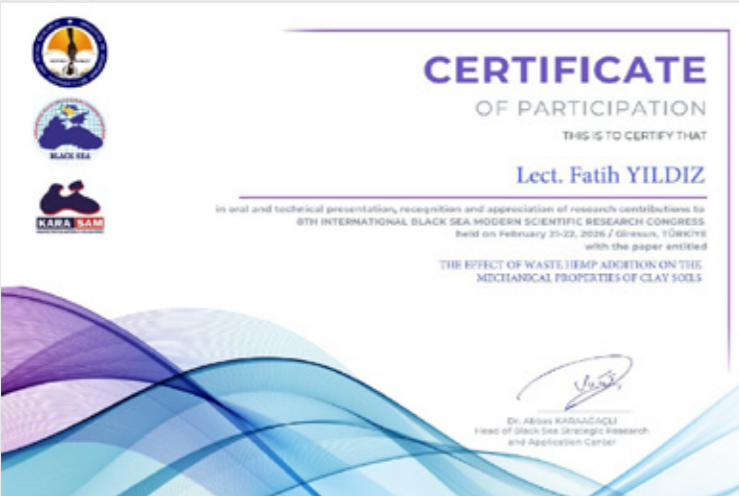 CERTIFICATE
OF PARTICIPATION
THIS IS TO CERTIFY THAT
Lect. Fatih YILDIZ
in oral and technical presentation, recognition and appreciation of research contributions to
8TH INTERNATIONAL BLACK SEA MODERN SCIENTIFIC RESEARCH CONGRESS
held on February 21-22, 2026 / Giresun, TÜRKİYE
with the paper entitled
THE EFFECT OF WASTE HEMP ADDITION ON THE
MECHANICAL PROPERTIES OF CLAY SOILS
BLACK SEA
KARASAM
Dr. Abbas KARAAĞAÇLI
Head of Black Sea Strategic Research
and Application Center